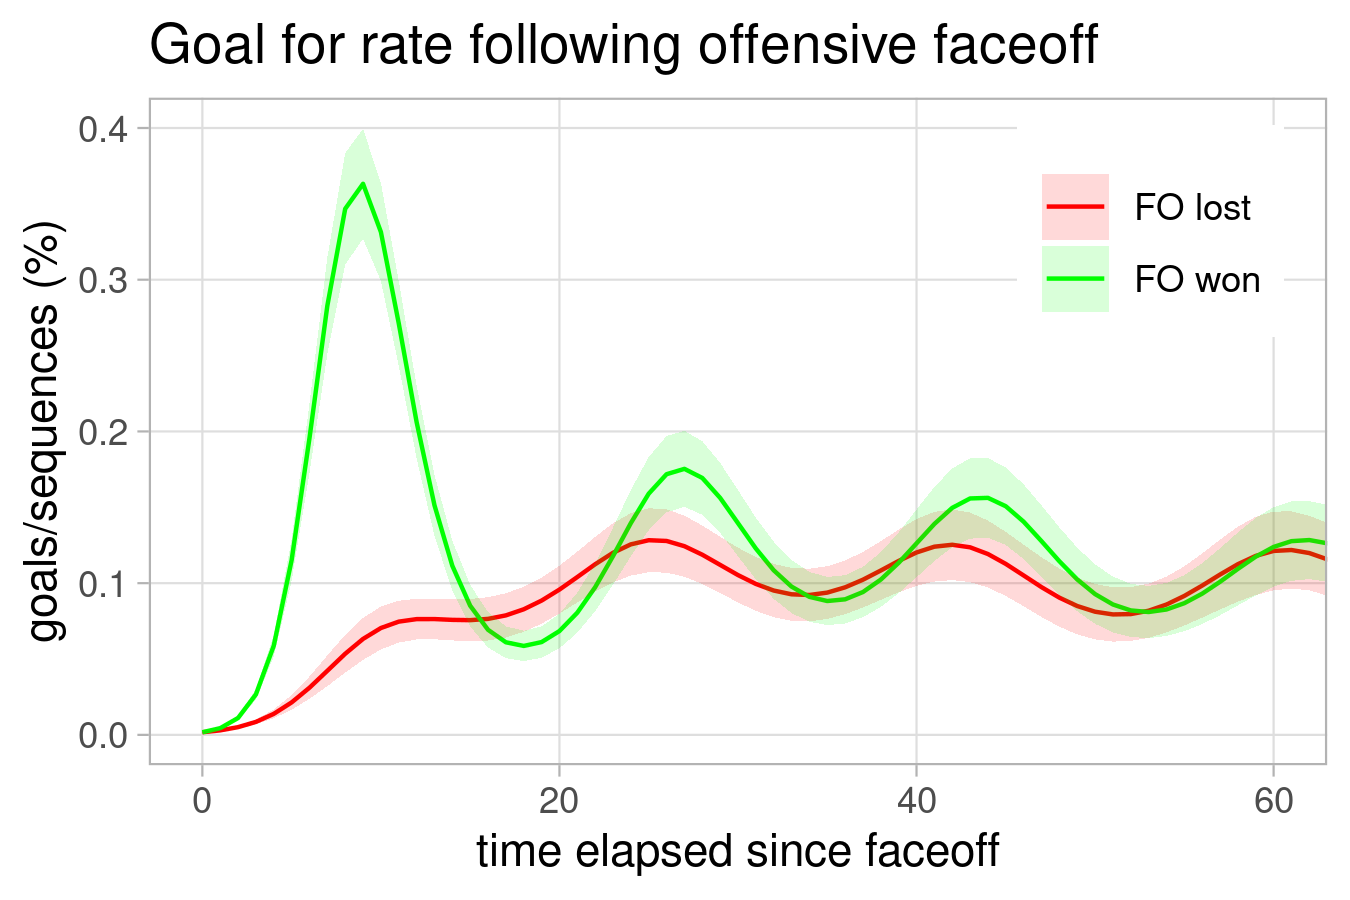 Goal for rate following offensive faceoff
goals/sequences (%)
0.4
0.3
0.2
0.1
0.0
FO lost
FO won
0 20 40 60
time elapsed since faceoff